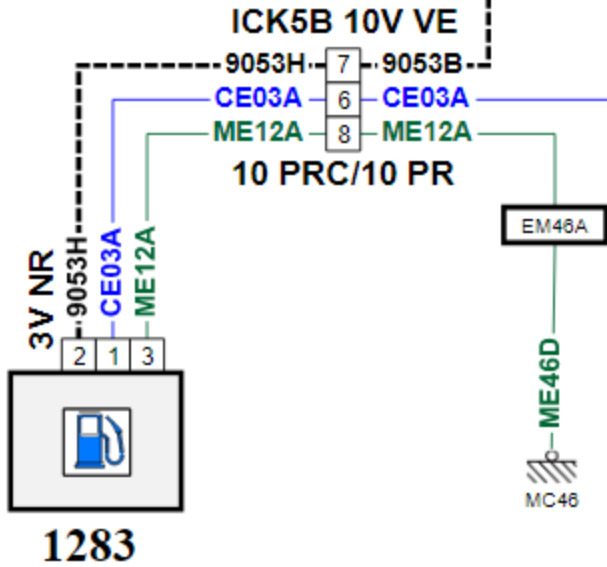 ICK5B 10V VE
9053H 7 9053B
CE03A 6 CE03A
ME12A 8 ME12A
10 PRC/10 PR
EM46A
3V NR
9053H
CE03A
ME12A
ME46D
2 1 3
MC46
1283